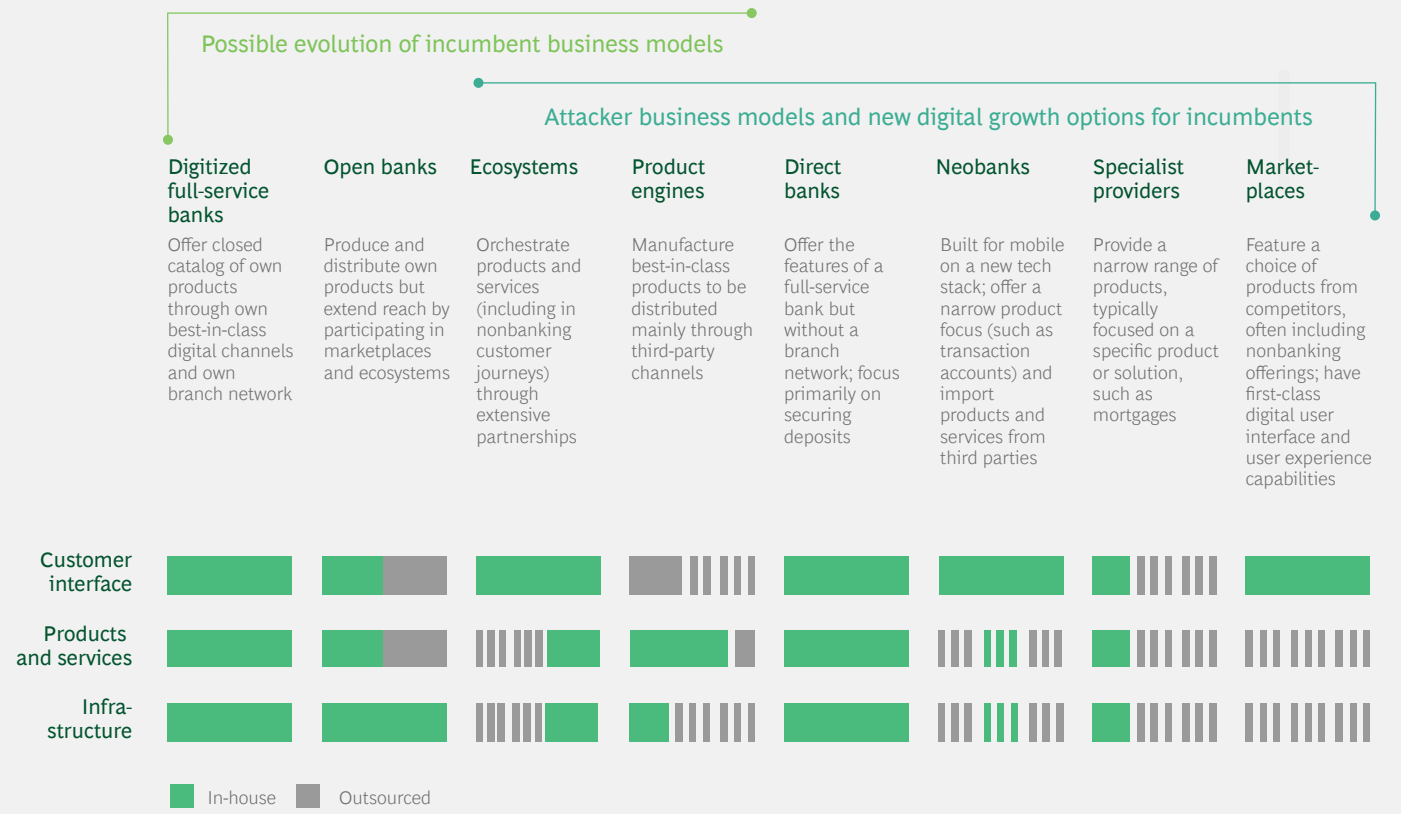 Possible evolution of incumbent business models
Attacker business models and new digital growth options for incumbents
Digitized
full-service
banks
Offer closed
catalog of own
products
through own
best-in-class
digital channels
and own
branch network
Open banks
Produce and
distribute own
products but
extend reach by
participating in
marketplaces
and ecosystems
Ecosystems
Orchestrate
products and
services
(including in
nonbanking
customer
journeys)
through
extensive
partnerships
Product
engines
Manufacture
best-in-class
products to be
distributed
mainly through
third-party
channels
Direct
banks
Offer the
features of a
full-service
bank but
without a
branch
network; focus
primarily on
securing
deposits
Neobanks
Built for mobile
on a new tech
stack; offer a
narrow product
focus (such as
transaction
accounts) and
import
products and
services from
third parties
Specialist
providers
Provide a
narrow range of
products,
typically
focused on a
specific product
or solution,
such as
mortgages
Market-
places
Feature a
choice of
products from
competitors,
often including
nonbanking
offerings; have
first-class
digital user
interface and
user experience
capabilities
Customer
interface
Products
and services
Infra-
structure
In-house
Outsourced